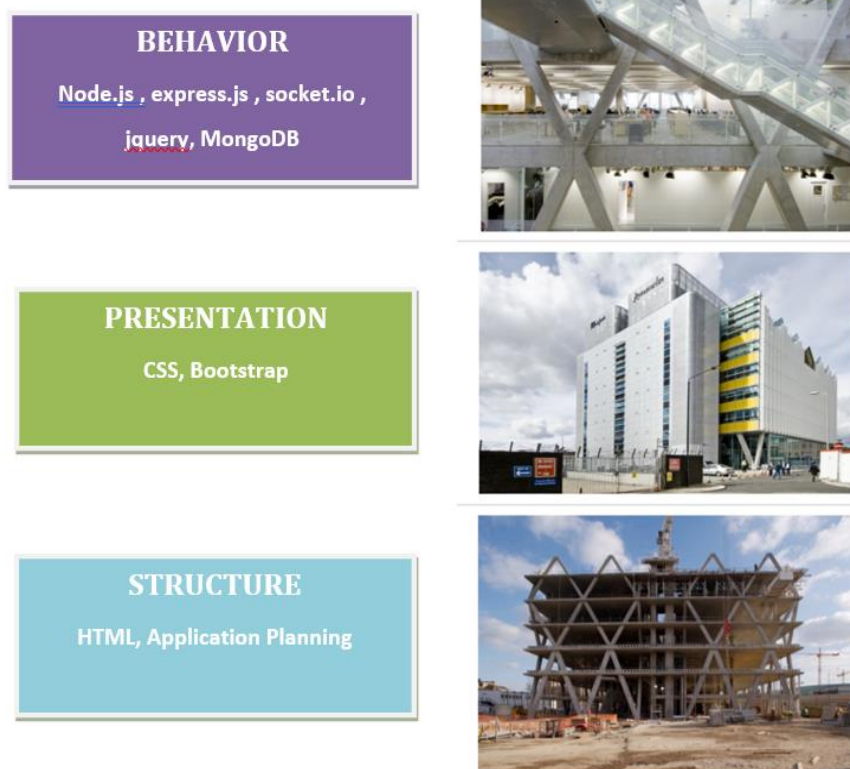 BEHAVIOR
Node.js , express.js , socket.io ,
jquery, MongoDB
PRESENTATION
CSS, Bootstrap
STRUCTURE
HTML, Application Planning